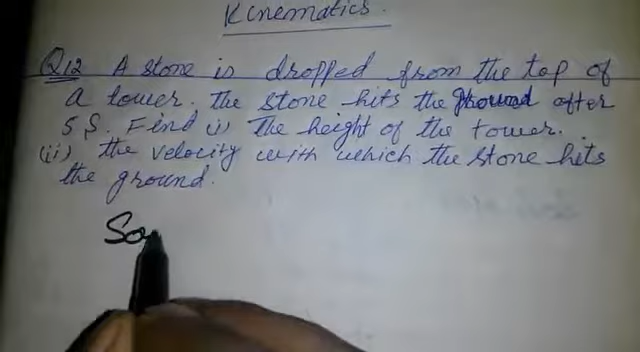 Kinematics.
Q12 A stone is dropped from the top of
a tower. the stone hits the ground after
5 S. Find i) The height of the tower.
(ii) the velocity with which the stone hits
the ground.
So